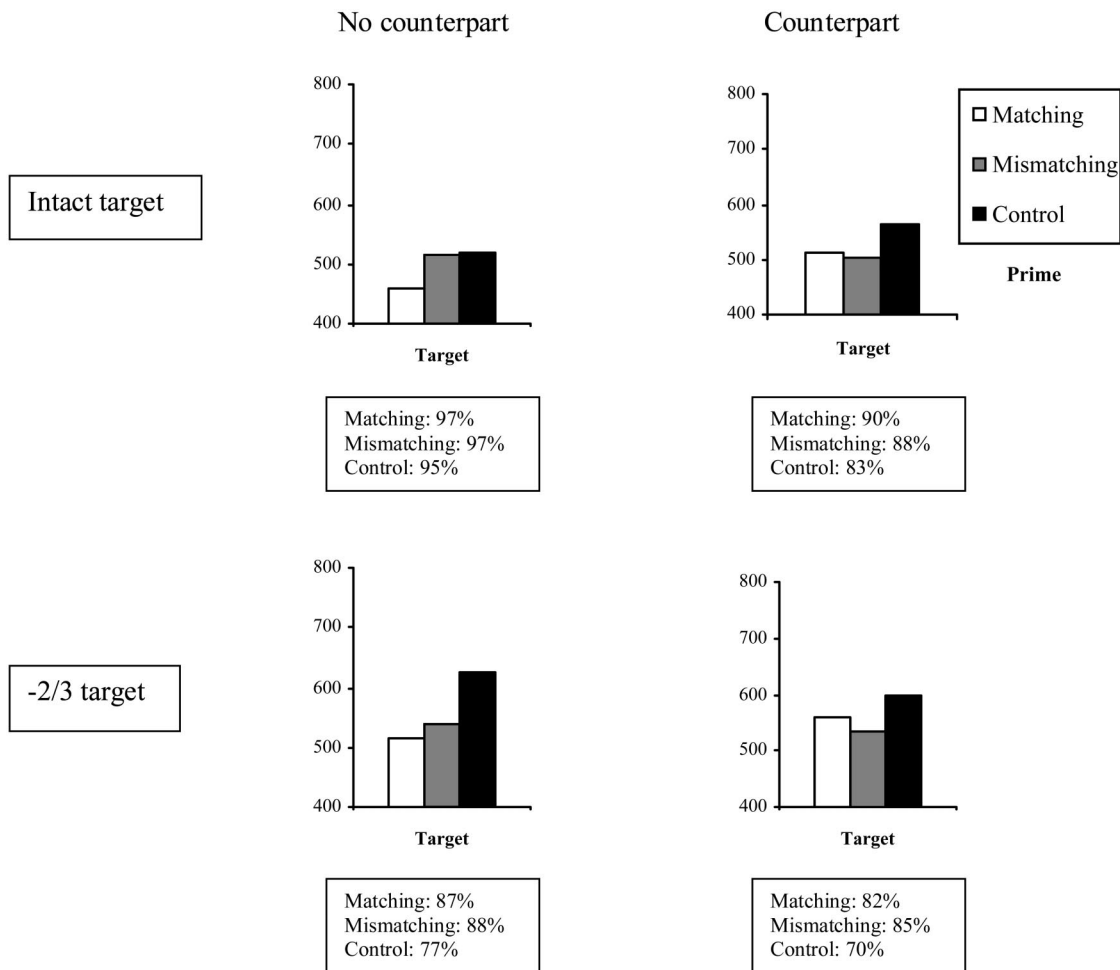 No counterpart
Counterpart
Intact target
800
700
600
500
400
Target
800
700
600
500
400
Target
Matching
Mismatching
Control
Prime
Matching: 97%
Mismatching: 97%
Control: 95%
Matching: 90%
Mismatching: 88%
Control: 83%
-2/3 target
800
700
600
500
400
Target
800
700
600
500
400
Target
Matching: 87%
Mismatching: 88%
Control: 77%
Matching: 82%
Mismatching: 85%
Control: 70%